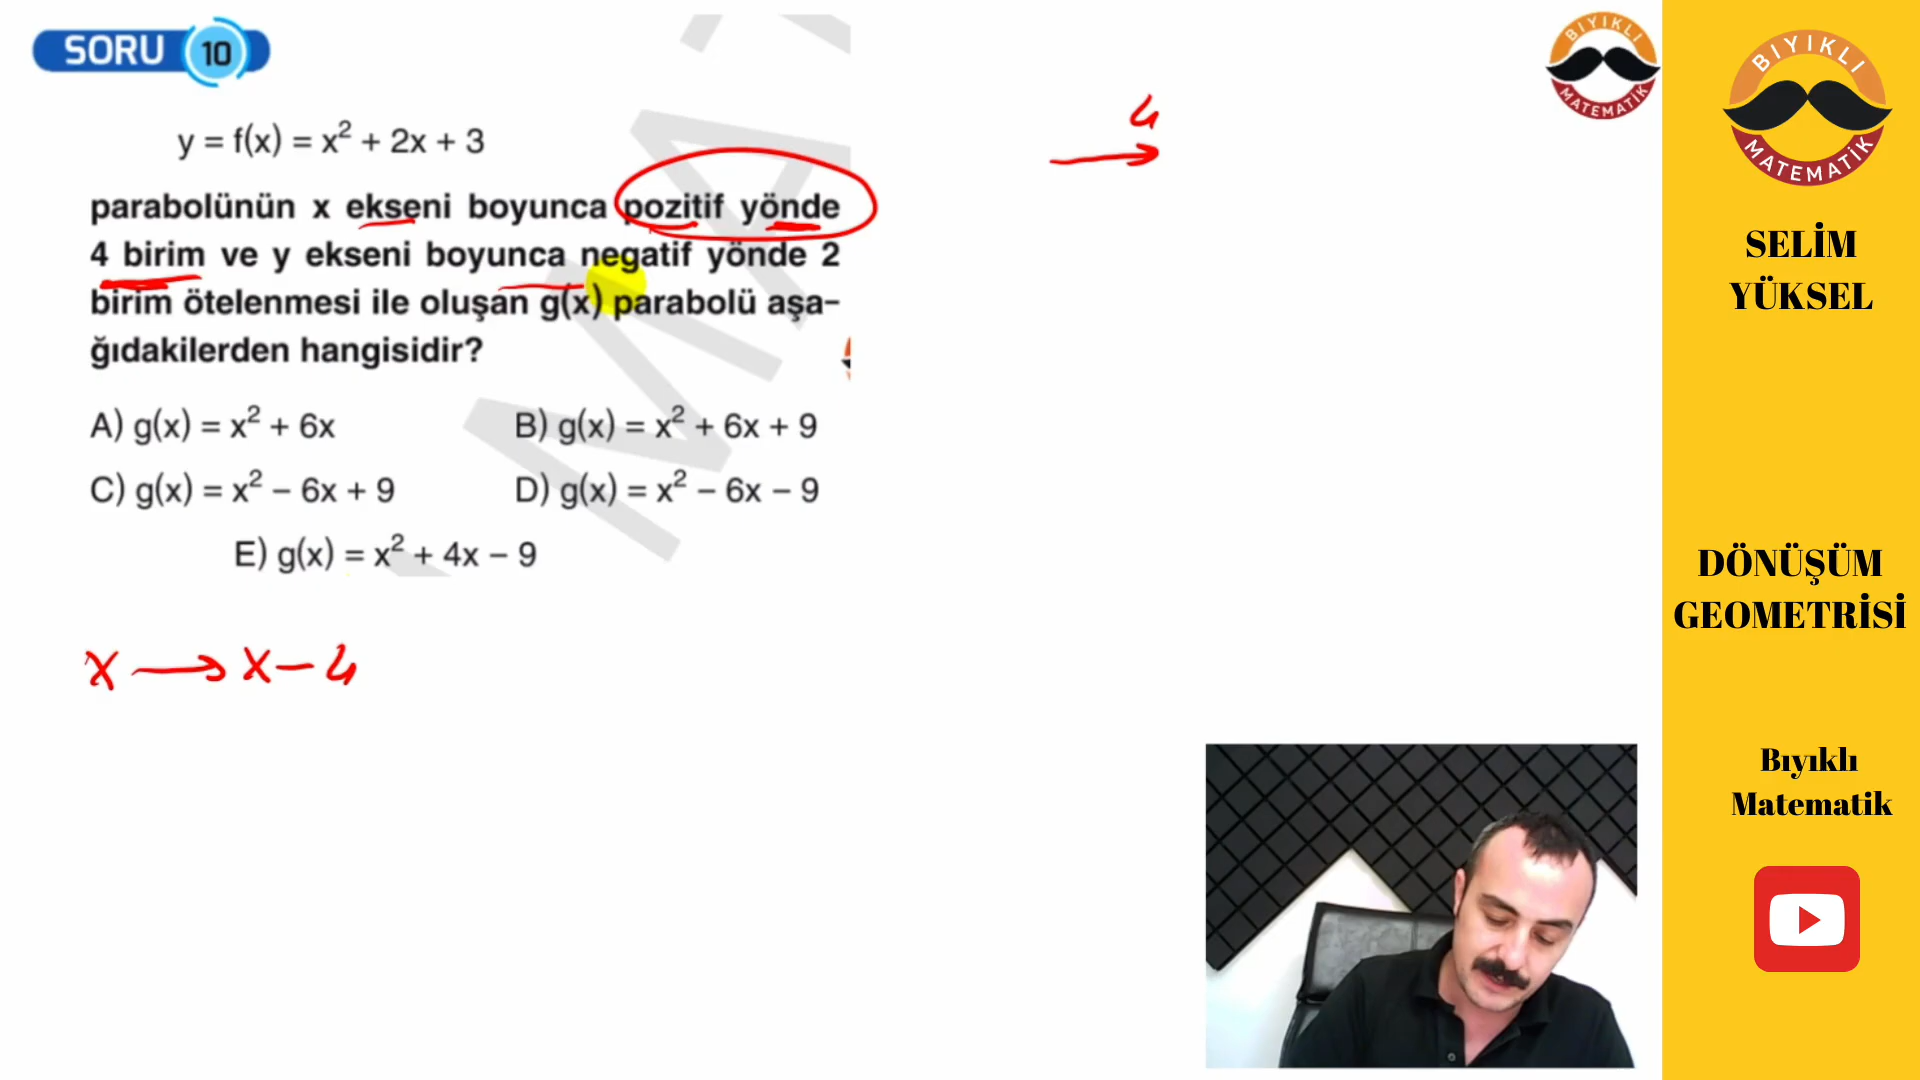 SORU 10
y = f(x) = x² + 2x + 3
parabolünün x ekseni boyunca pozitif yönde
4 birim ve y ekseni boyunca negatif yönde 2
birim ötelenmesi ile oluşan g(x) parabolü aşa-
ğıdakilerden hangisidir?
A) g(x) = x² + 6x
B) g(x) = x² + 6x + 9
C) g(x) = x² – 6x + 9
D) g(x) = x² – 6x – 9
E) g(x) = x² + 4x – 9
x → x – 4
4
BIYIKLI
MATEMATİK
BIYIKLI
MATEMATİK
SELİM
YÜKSEL
DÖNÜŞÜM
GEOMETRİSİ
Bıyıklı
Matematik